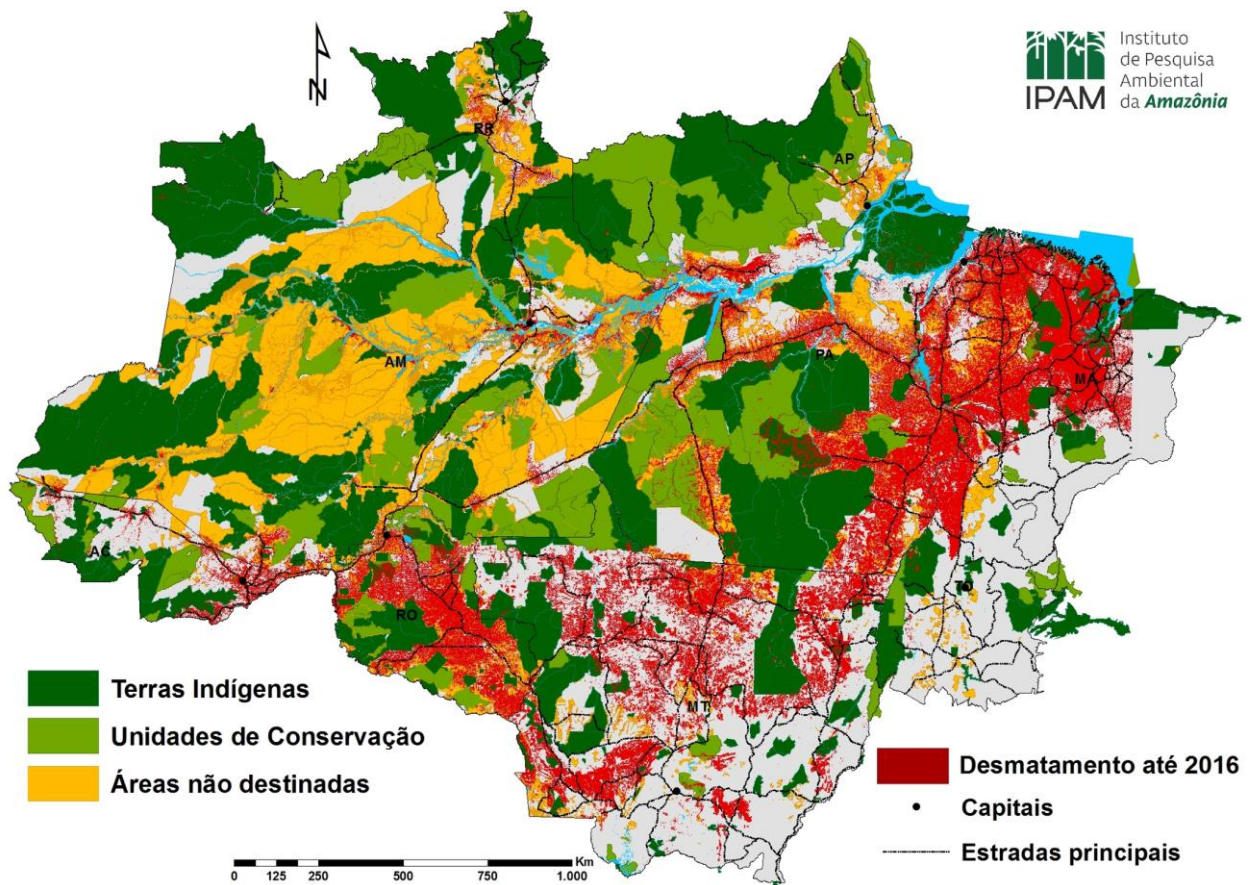 N
Instituto
de Pesquisa
Ambiental
da Amazônia
IPAM
RR
AP
AM
PA
MA
AC
RO
TO
MT
Terras Indígenas
Unidades de Conservação
Áreas não destinadas
Desmatamento até 2016
Capitais
Estradas principais
Km
0 125 250 500 750 1.000